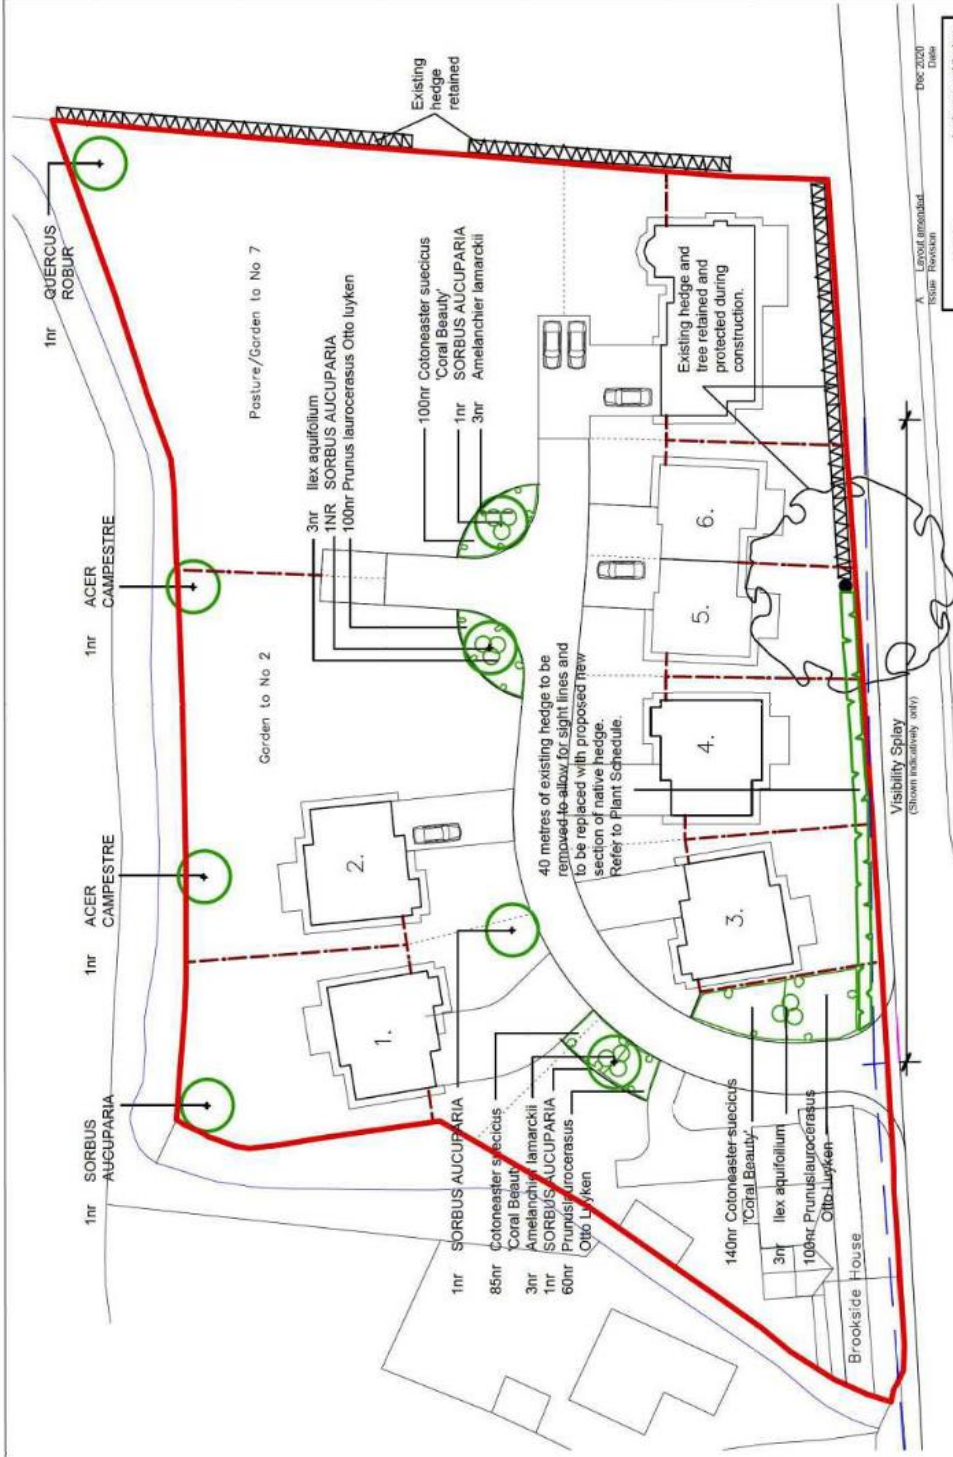 1nr
QUERCUS
ROBUR
1nr
ACER
CAMPESTRE
1nr
ACER
CAMPESTRE
1nr
SORBUS
AUCUPARIA
Existing
hedge
retained
Posture/Garden to No 7
Garden to No 2
3nr Ilex aquifolium
1NR SORBUS AUCUPARIA
100nr Prunus laurocerasus Otto luyken
100nr Cotoneaster suecicus
'Coral Beauty'
1nr SORBUS AUCUPARIA
3nr Amelanchier lamarckii
Existing hedge and
tree retained and
protected during
construction.
40 metres of existing hedge to be
removed to allow for sight lines and
to be replaced with proposed new
section of native hedge.
Refer to Plant Schedule.
1.
2.
3.
4.
5.
6.
1nr SORBUS AUCUPARIA
85nr Cotoneaster suecicus
'Coral Beauty'
3nr Amelanchier lamarckii
1nr SORBUS AUCUPARIA
60nr Prunuslaurocerasus
Otto Luyken
140nr Cotoneaster suecicus
'Coral Beauty'
3nr Ilex aquifoilium
100nr Prunuslaurocerasus
Otto Luyken
Brookside House
Visibility Splay
(Shown indicatively only)
A Layout amended Dec 2020
Issue Revision Date